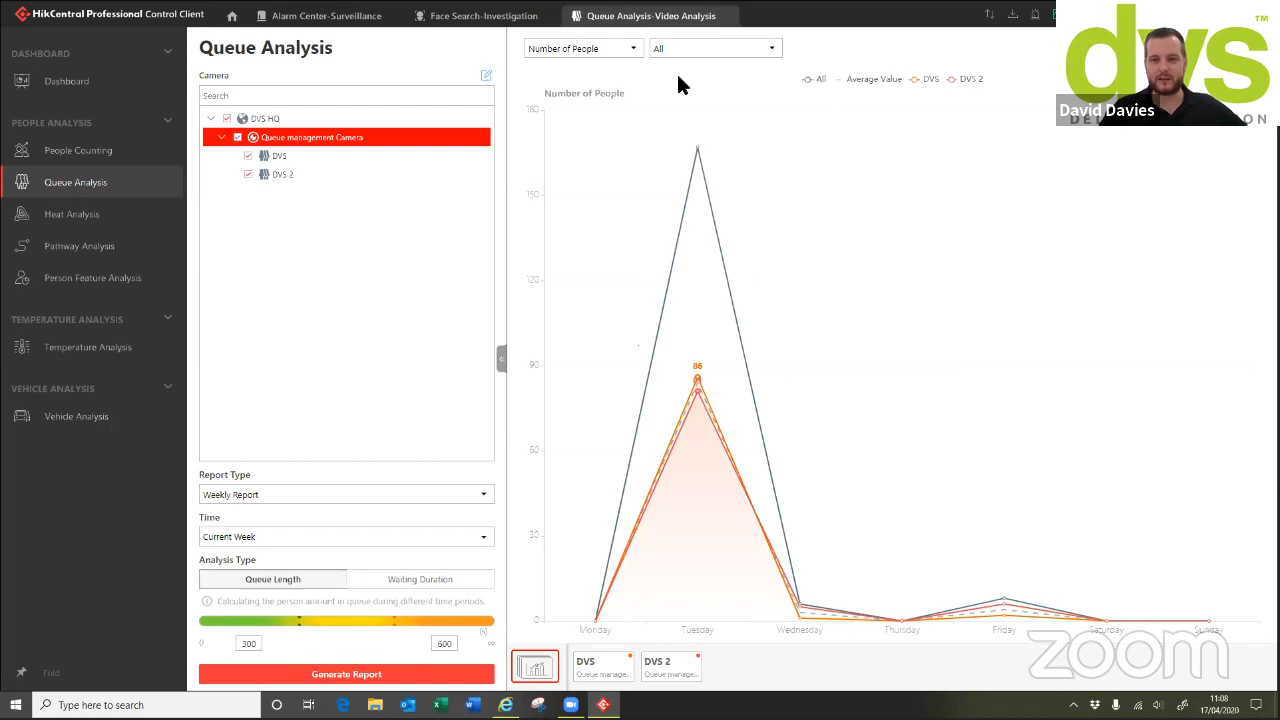 HikCentral Professional Control Client
Alarm Center-Surveillance
Face Search-Investigation
Queue Analysis-Video Analysis
DASHBOARD
Dashboard
PEOPLE ANALYSIS
People Counting
Queue Analysis
Heat Analysis
Pathway Analysis
Person Feature Analysis
TEMPERATURE ANALYSIS
Temperature Analysis
VEHICLE ANALYSIS
Vehicle Analysis
Fold
Queue Analysis
Camera
Search
DVS HQ
Queue management Camera
DVS
DVS 2
Report Type
Weekly Report
Time
Current Week
Analysis Type
Queue Length
Waiting Duration
Calculating the person amount in queue during different time periods.
(s)
0
300
600
∞
Generate Report
Number of People
All
All
Average Value
DVS
DVS 2
Number of People
180
150
120
90
60
30
0
86
Monday
Tuesday
Wednesday
Thursday
Friday
Saturday
Sunday
DVS
Queue manage...
DVS 2
Queue manage...
dvs™
David Davies
zoom
Type here to search
11:08
17/04/2020